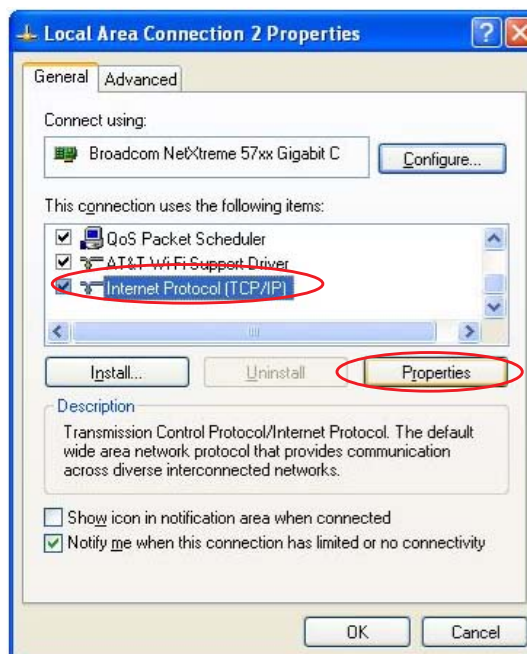 Local Area Connection 2 Properties
General Advanced
Connect using:
Broadcom NetXtreme 57xx Gigabit C Configure...
This connection uses the following items:
QoS Packet Scheduler
AT&T Wi-Fi Support Driver
Internet Protocol (TCP/IP)
Install... Uninstall Properties
Description
Transmission Control Protocol/Internet Protocol. The default
wide area network protocol that provides communication
across diverse interconnected networks.
Show icon in notification area when connected
Notify me when this connection has limited or no connectivity
OK Cancel